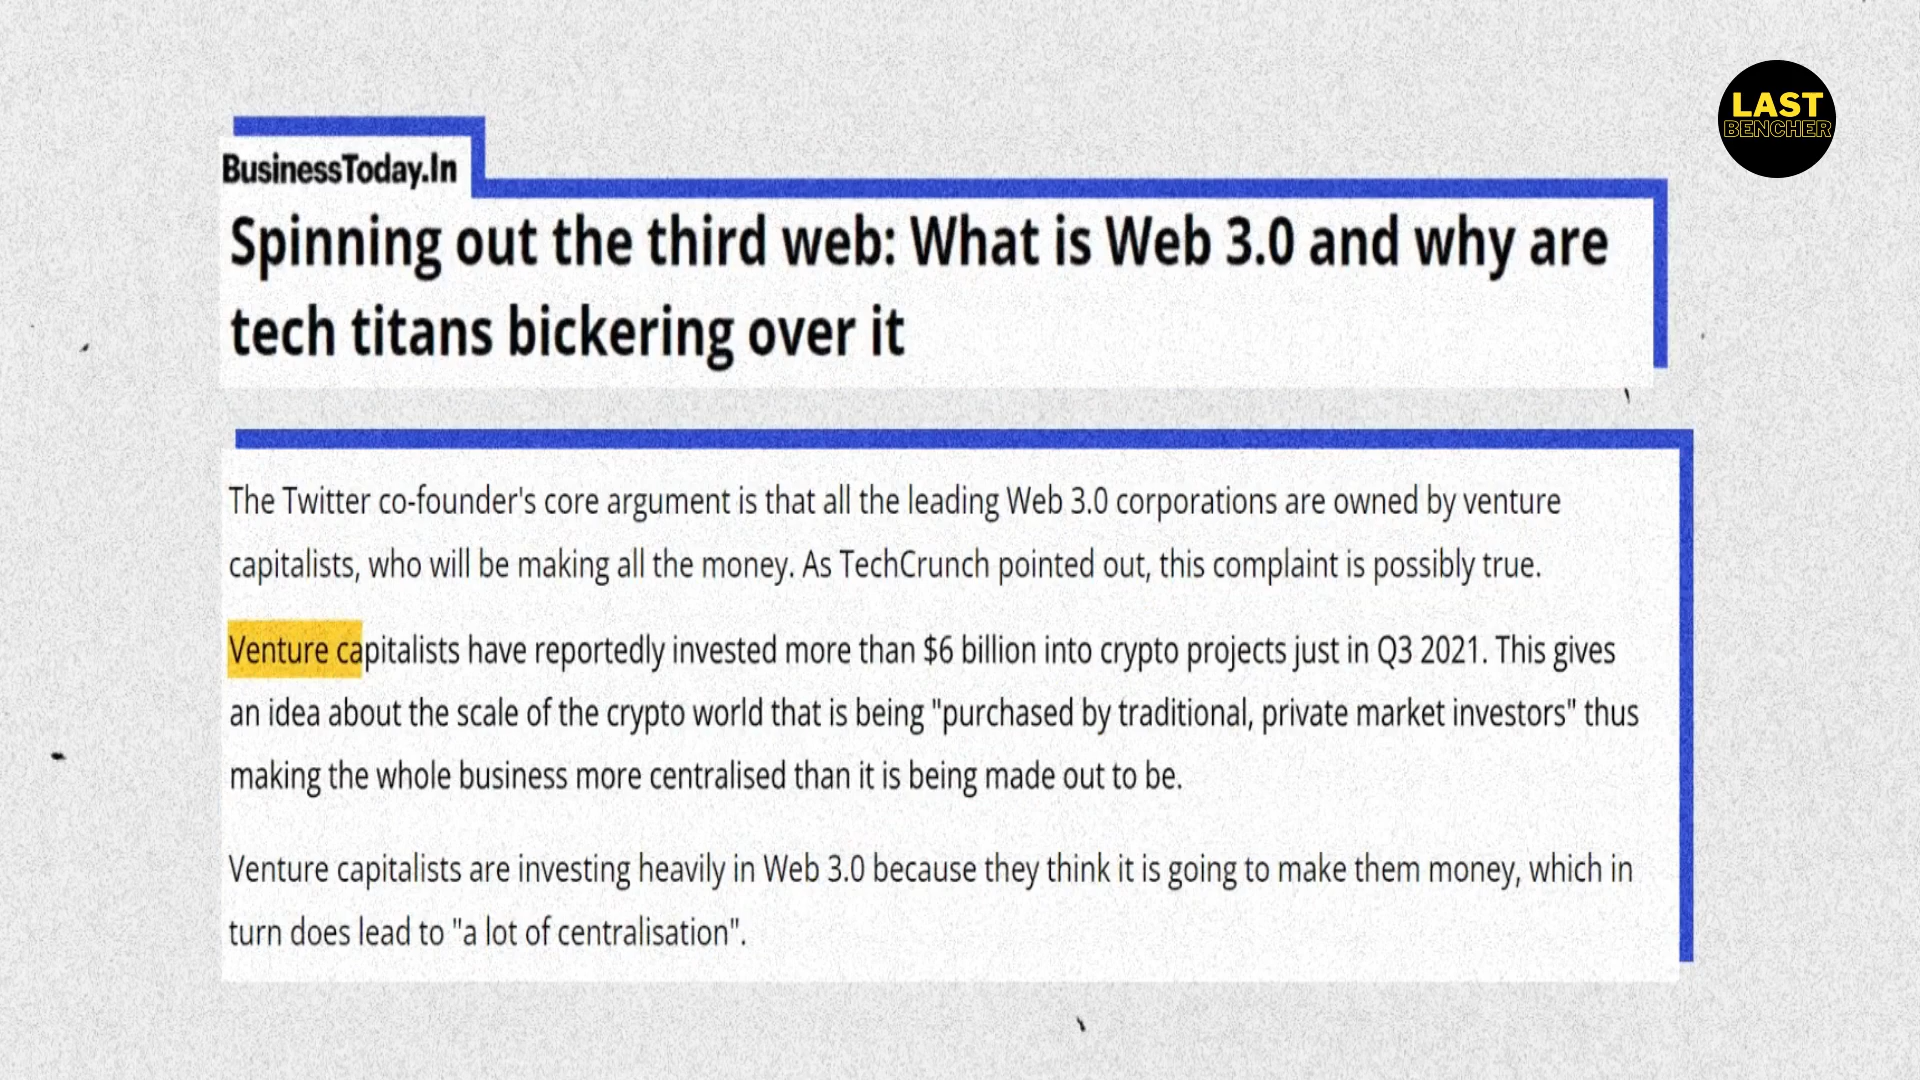 LAST
BENCHER
BusinessToday.In
Spinning out the third web: What is Web 3.0 and why are
tech titans bickering over it
The Twitter co-founder's core argument is that all the leading Web 3.0 corporations are owned by venture
capitalists, who will be making all the money. As TechCrunch pointed out, this complaint is possibly true.
Venture capitalists have reportedly invested more than $6 billion into crypto projects just in Q3 2021. This gives
an idea about the scale of the crypto world that is being "purchased by traditional, private market investors" thus
making the whole business more centralised than it is being made out to be.
Venture capitalists are investing heavily in Web 3.0 because they think it is going to make them money, which in
turn does lead to "a lot of centralisation".